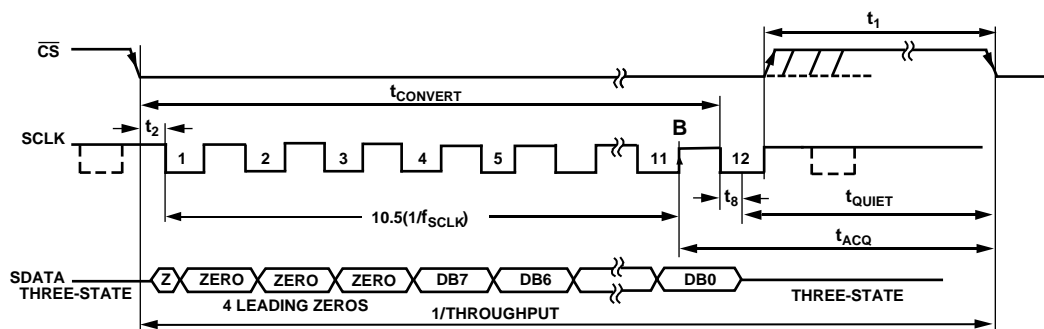 t1
CS
tCONVERT
t2
B
SCLK
1 2 3 4 5 11 12
t8
tQUIET
10.5(1/fSCLK)
tACQ
SDATA
Z ZERO ZERO ZERO DB7 DB6 DB0
THREE-STATE
THREE-STATE
4 LEADING ZEROS
1/THROUGHPUT